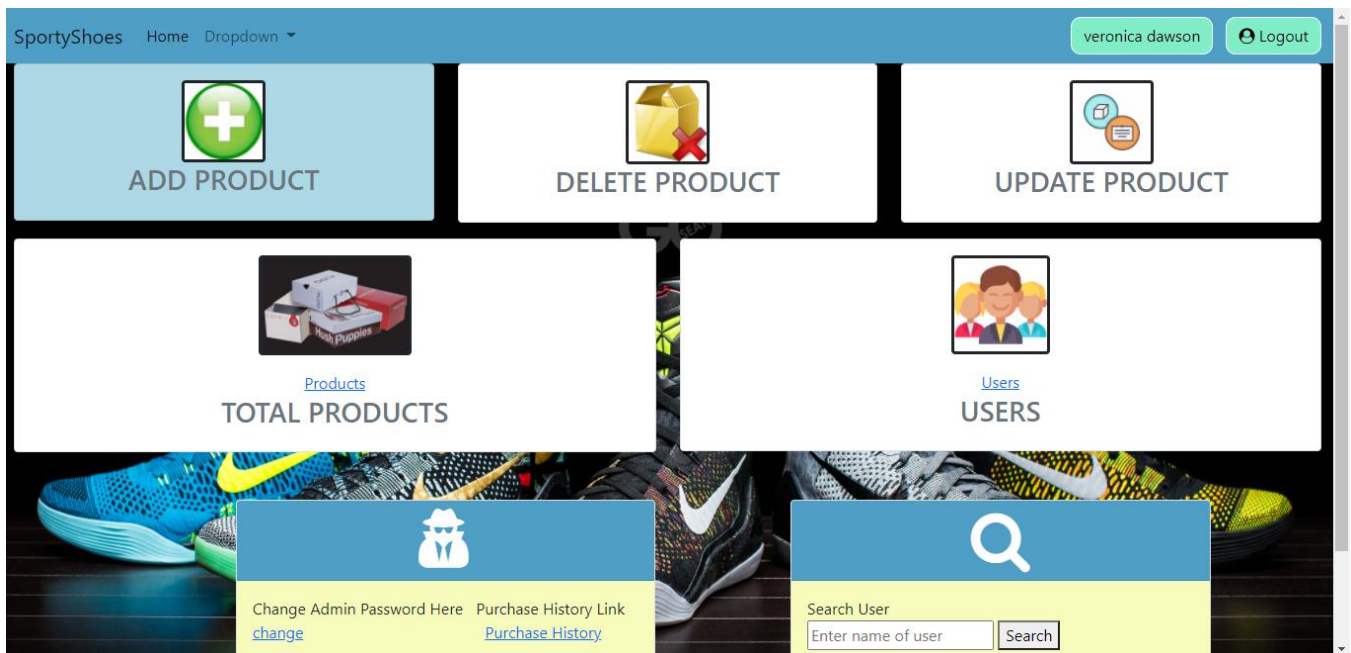 SportyShoes Home Dropdown veronica dawson Logout
ADD PRODUCT
DELETE PRODUCT
UPDATE PRODUCT
SEAR
Hush Puppies
Products
TOTAL PRODUCTS
Users
USERS
Change Admin Password Here
change
Purchase History Link
Purchase History
Search User
Enter name of user Search